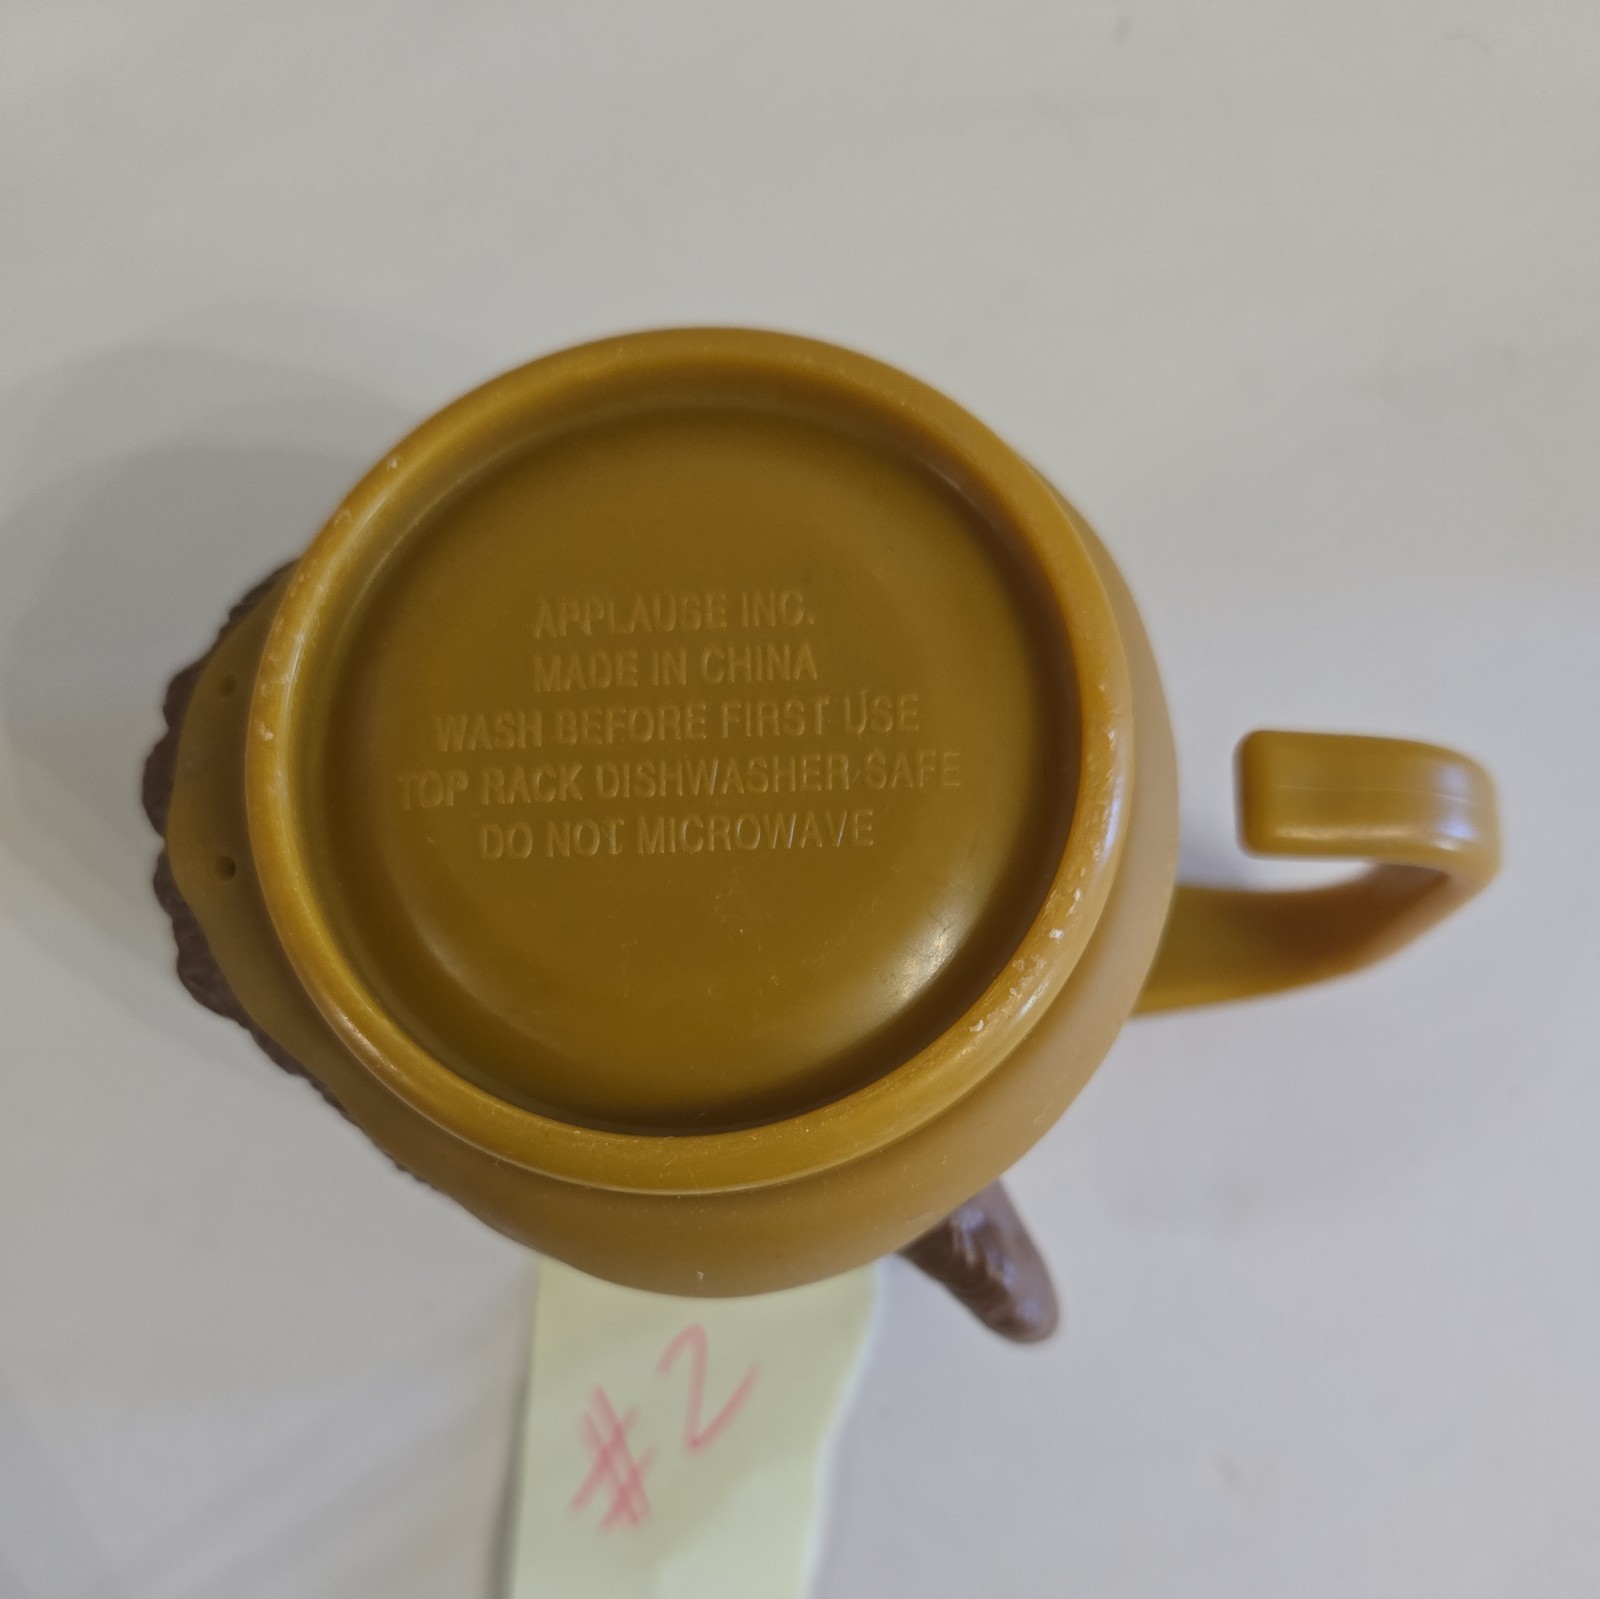 APPLAUSE INC.
MADE IN CHINA
WASH BEFORE FIRST USE
TOP RACK DISHWASHER SAFE
DO NOT MICROWAVE
#2